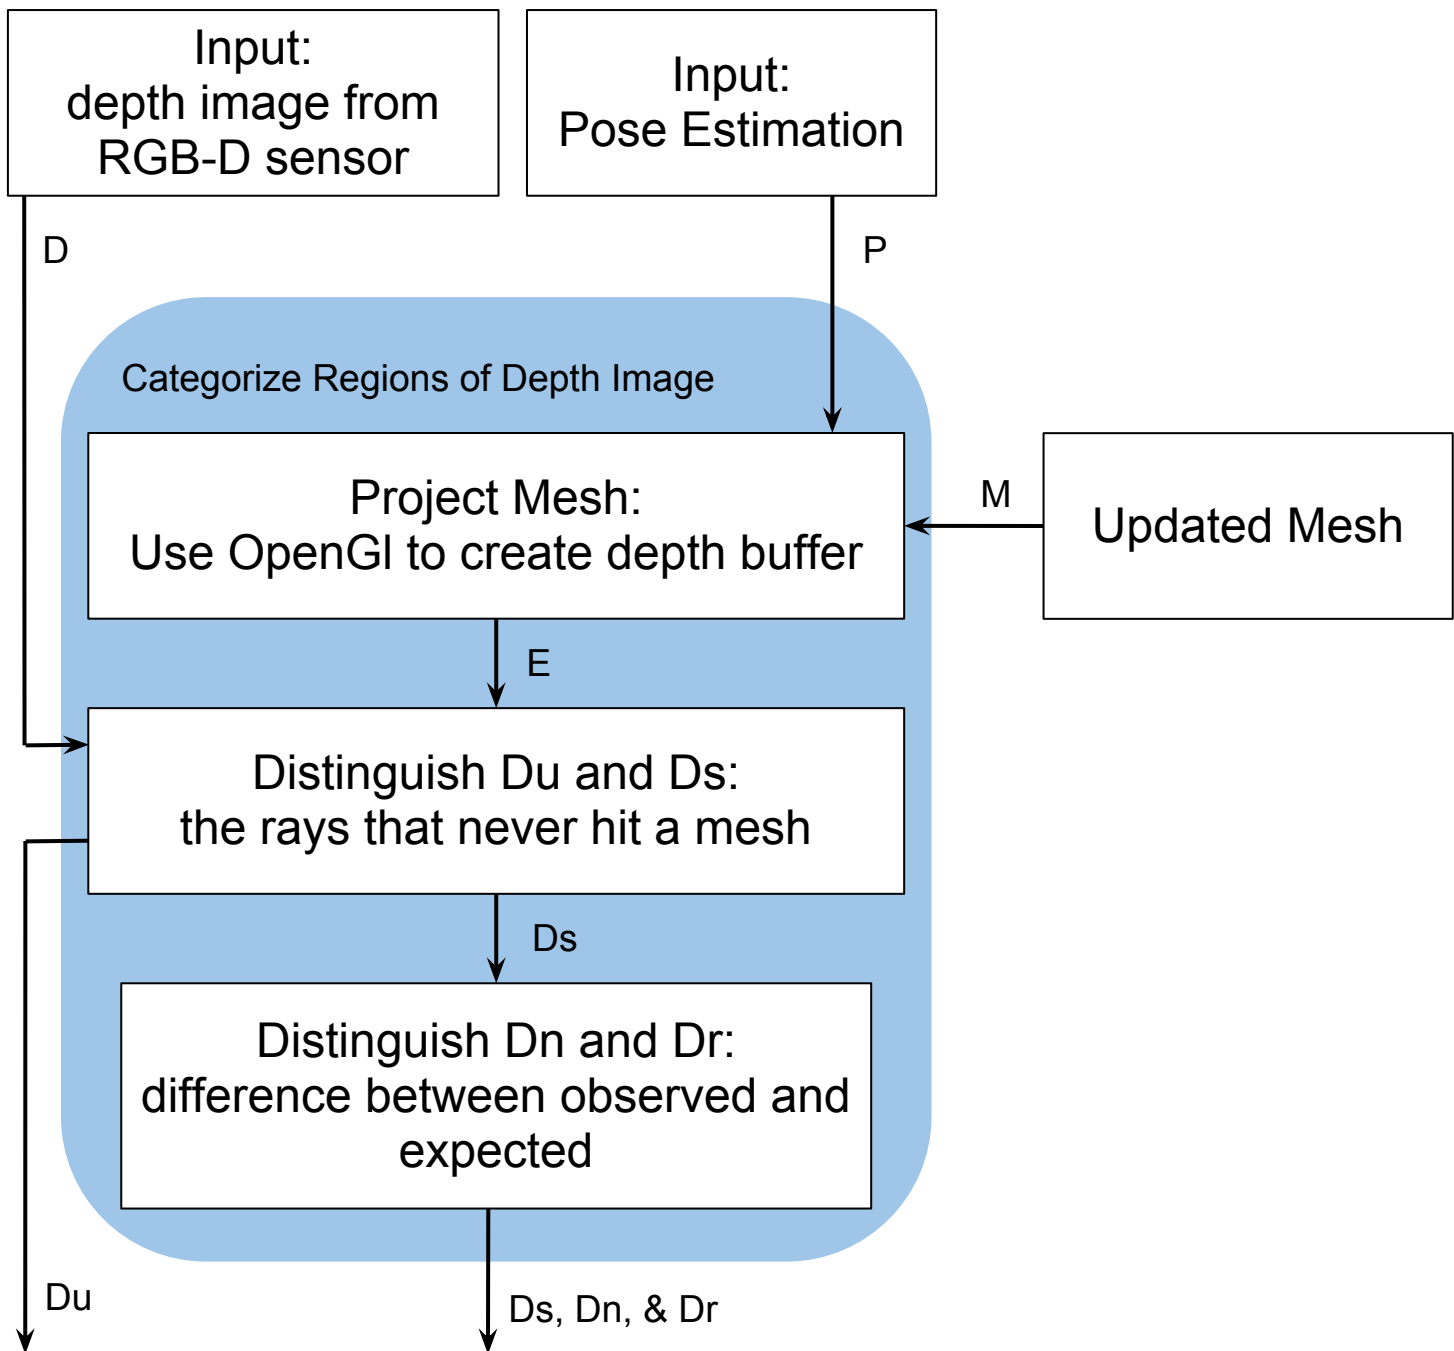 Input:
depth image from
RGB-D sensor
Input:
Pose Estimation
D
P
Categorize Regions of Depth Image
Project Mesh:
Use OpenGl to create depth buffer
M
Updated Mesh
E
Distinguish Du and Ds:
the rays that never hit a mesh
Ds
Distinguish Dn and Dr:
difference between observed and
expected
Du
Ds, Dn, & Dr